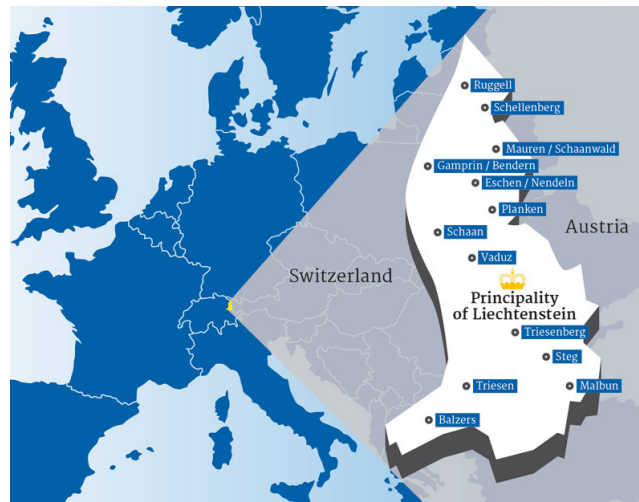 Ruggell
Schellenberg
Mauren / Schaanwald
Gamprin / Bendern
Eschen / Nendeln
Planken
Austria
Schaan
Vaduz
Switzerland
Principality
of Liechtenstein
Triesenberg
Steg
Triesen
Malbun
Balzers